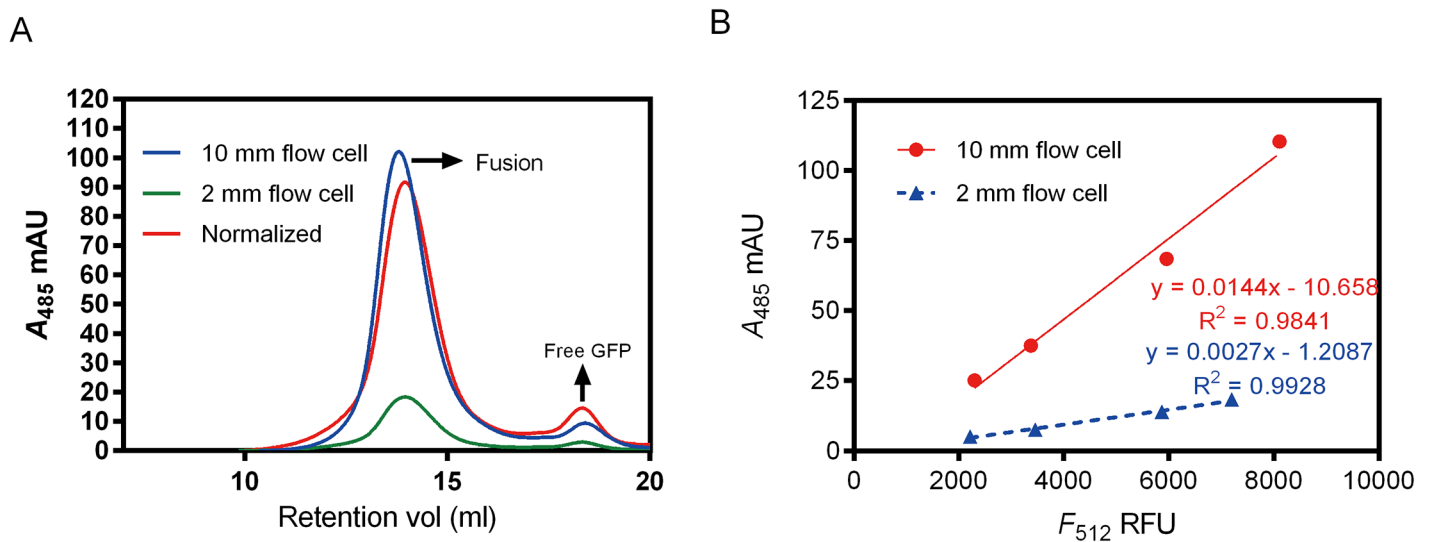 A
120
110
100
90
80
70
60
50
40
30
20
10
0
A485 mAU
10 mm flow cell
2 mm flow cell
Normalized
Fusion
Free GFP
10
15
20
Retention vol (ml)
B
125
100
75
50
25
0
A485 mAU
10 mm flow cell
2 mm flow cell
y = 0.0144x - 10.658
R² = 0.9841
y = 0.0027x - 1.2087
R² = 0.9928
0
2000
4000
6000
8000
10000
F512 RFU